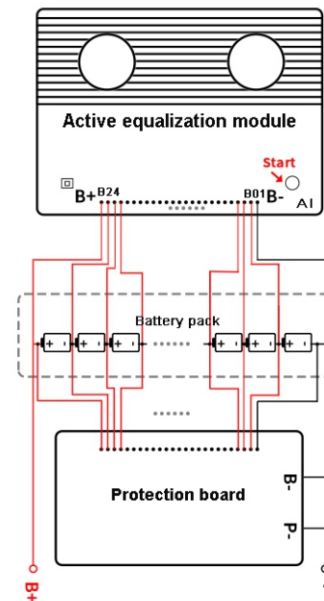 Active equalization module
Start
B+ B24
B01 B-
AI
Battery pack
+ - + - + - + - + - + -
Protection board
B-
P-
B+